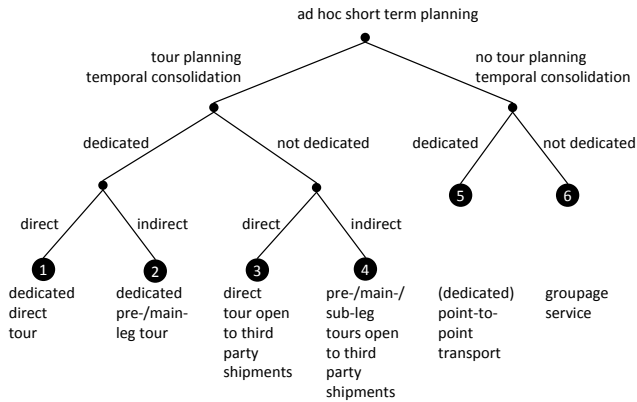 ad hoc short term planning
tour planning
temporal consolidation
no tour planning
temporal consolidation
dedicated
not dedicated
dedicated
not dedicated
5
6
direct
indirect
direct
indirect
1
2
3
4
dedicated
direct
tour
dedicated
pre-/main-
leg tour
direct
tour open
to third
party
shipments
pre-/main-/
sub-leg
tours open
to third
party
shipments
(dedicated)
point-to-
point
transport
groupage
service